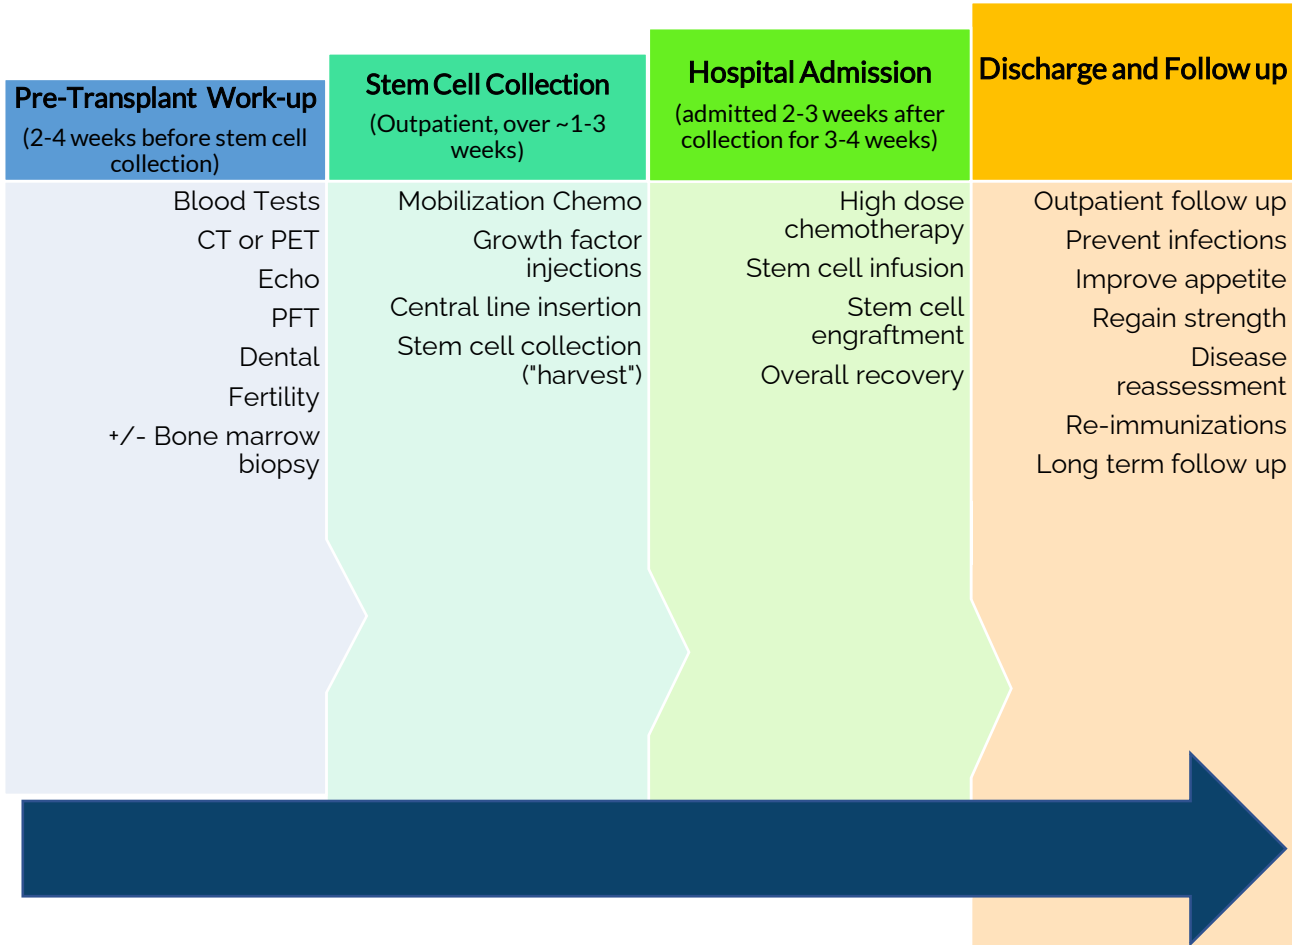 Pre-Transplant Work-up
(2-4 weeks before stem cell
collection)
Blood Tests
CT or PET
Echo
PFT
Dental
Fertility
+/- Bone marrow
biopsy
Stem Cell Collection
(Outpatient, over ~1-3
weeks)
Mobilization Chemo
Growth factor
injections
Central line insertion
Stem cell collection
("harvest")
Hospital Admission
(admitted 2-3 weeks after
collection for 3-4 weeks)
High dose
chemotherapy
Stem cell infusion
Stem cell
engraftment
Overall recovery
Discharge and Follow up
Outpatient follow up
Prevent infections
Improve appetite
Regain strength
Disease
reassessment
Re-immunizations
Long term follow up